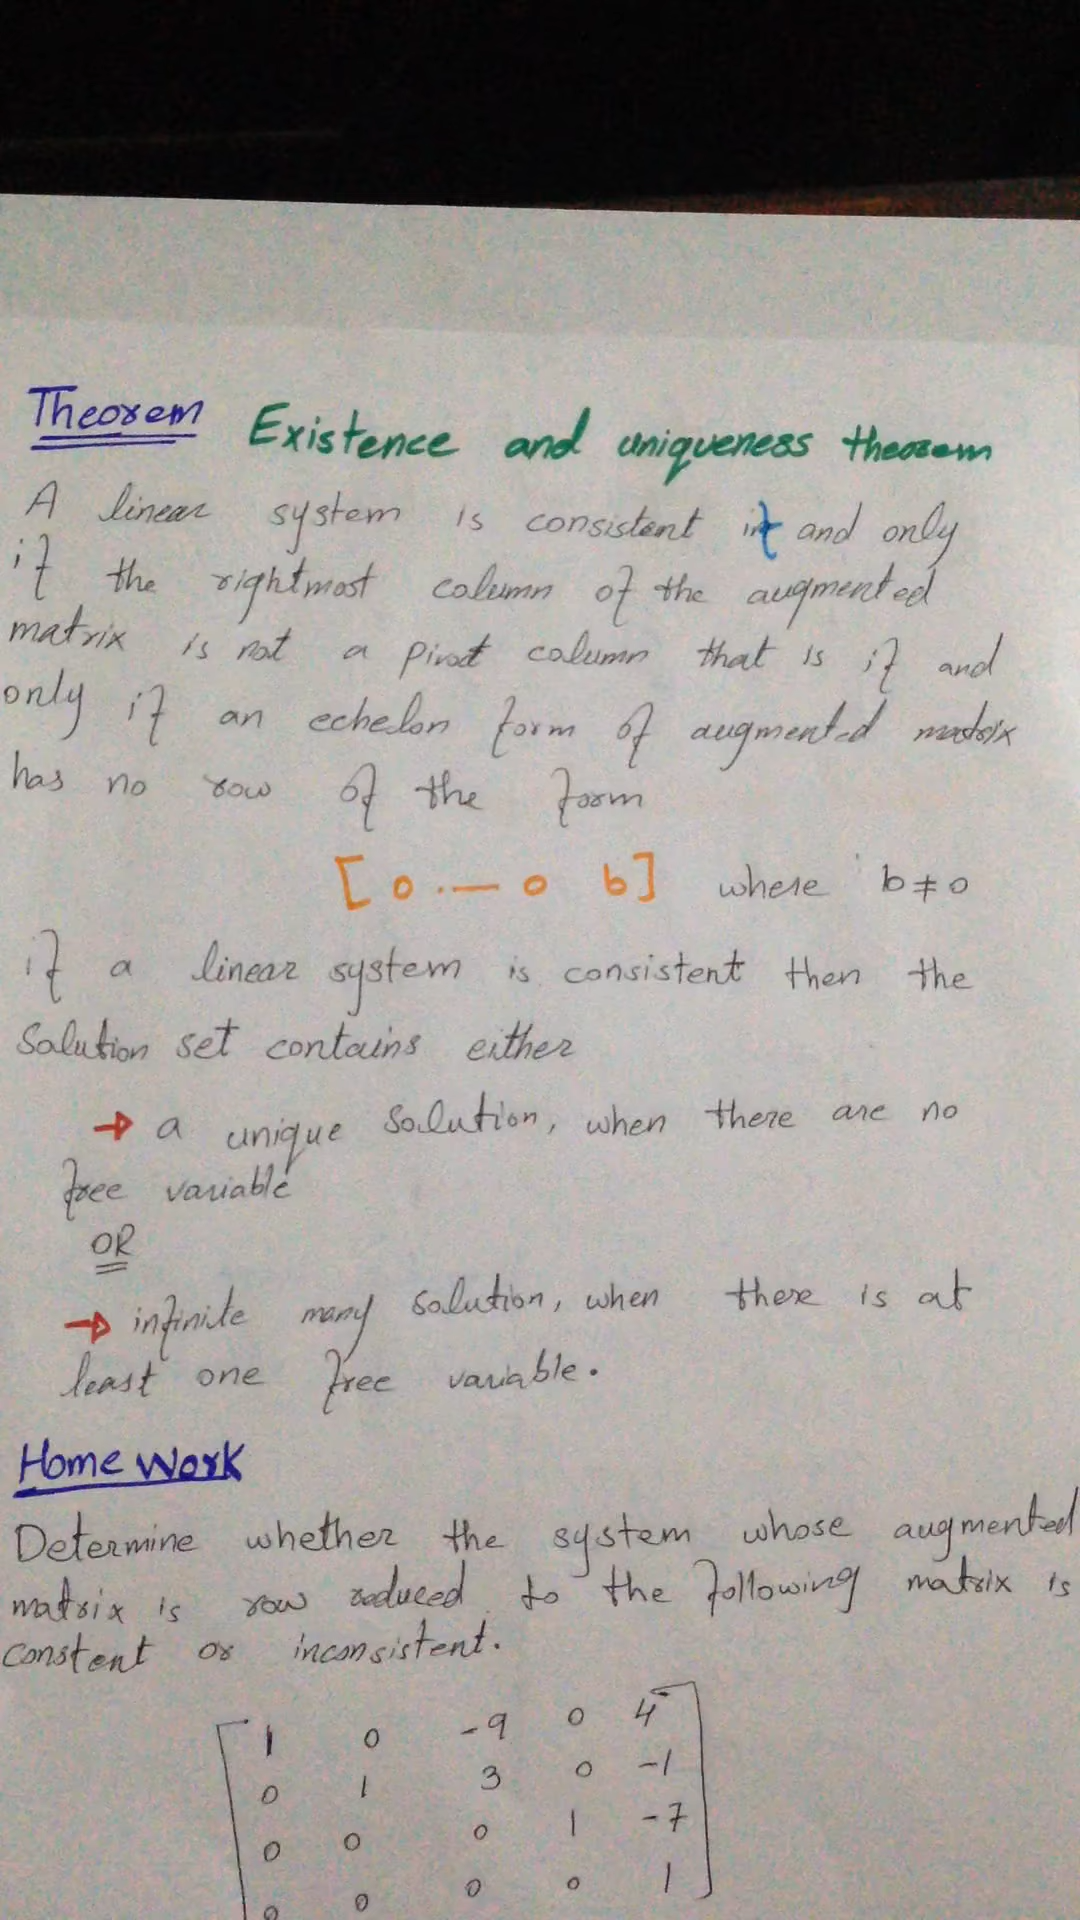 Theorem Existence and uniqueness theorem
A linear system is consistent if and only
if the rightmost column of the augmented
matrix is not a pivot column that is if and
only if an echelon form of augmented matrix
has no row of the form
[0 .— 0 b] where b ≠ 0
if a linear system is consistent then the
Solution set contains either
→ a unique Solution, when there are no
free variable
OR
→ infinite many solution, when there is at
least one free variable.
Home Work
Determine whether the system whose augmented
matrix is row reduced to the following matrix is
constent or inconsistent.
1 0 -9 0 4
0 1 3 0 -1
0 0 0 1 -7
0 0 0 0 1